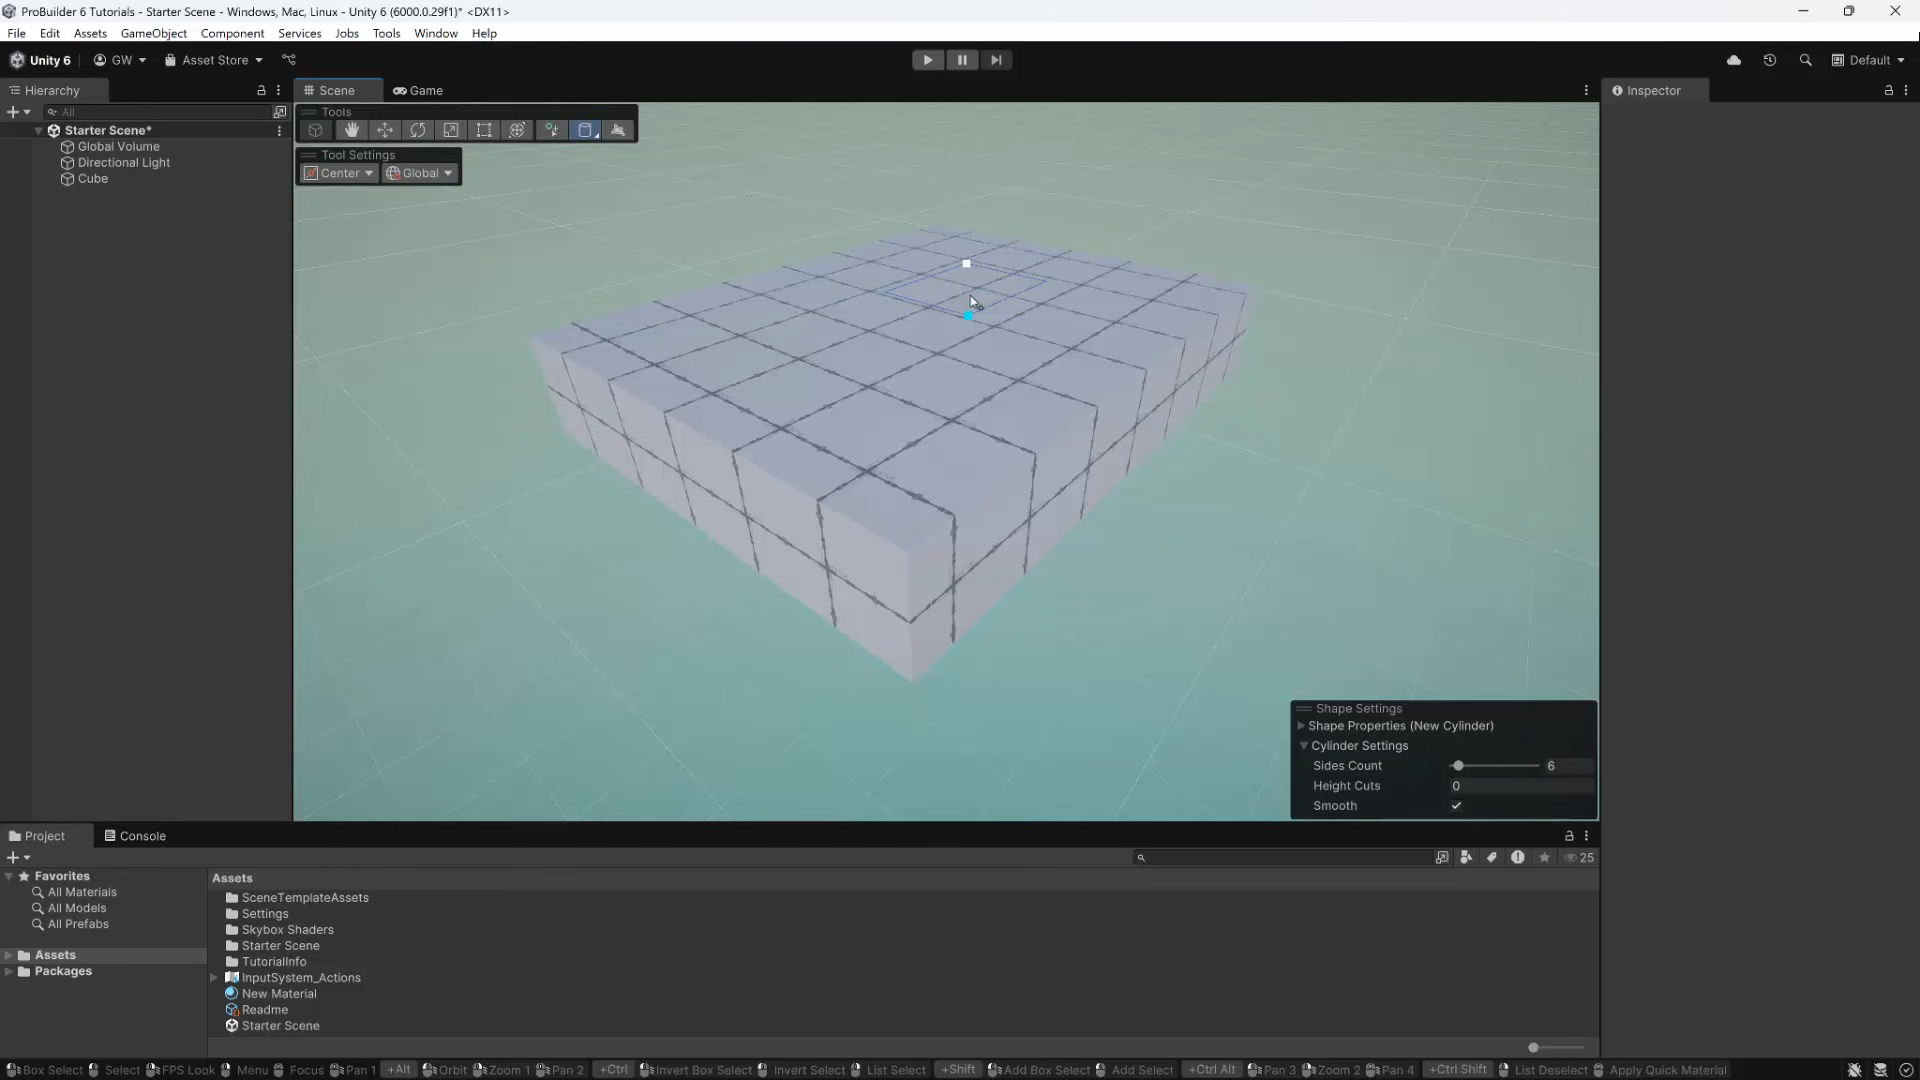 ProBuilder 6 Tutorials - Starter Scene - Windows, Mac, Linux - Unity 6 (6000.0.29f1)* <DX11>
File Edit Assets GameObject Component Services Jobs Tools Window Help
Unity 6 GW Asset Store Default
Hierarchy Scene Game Inspector
All
Tools
Starter Scene*
Global Volume
Directional Light
Cube
Tool Settings
Center Global
Shape Settings
Shape Properties (New Cylinder)
Cylinder Settings
Sides Count 6
Height Cuts 0
Smooth
Project Console
25
Favorites
All Materials
All Models
All Prefabs
Assets
Packages
Assets
SceneTemplateAssets
Settings
Skybox Shaders
Starter Scene
TutorialInfo
InputSystem_Actions
New Material
Readme
Starter Scene
Box Select Select FPS Look Menu Focus Pan 1 +Alt Orbit Zoom 1 Pan 2 +Ctrl Invert Box Select Invert Select List Select +Shift Add Box Select Add Select +Ctrl Alt Pan 3 Zoom 2 Pan 4 +Ctrl Shift List Deselect Apply Quick Material